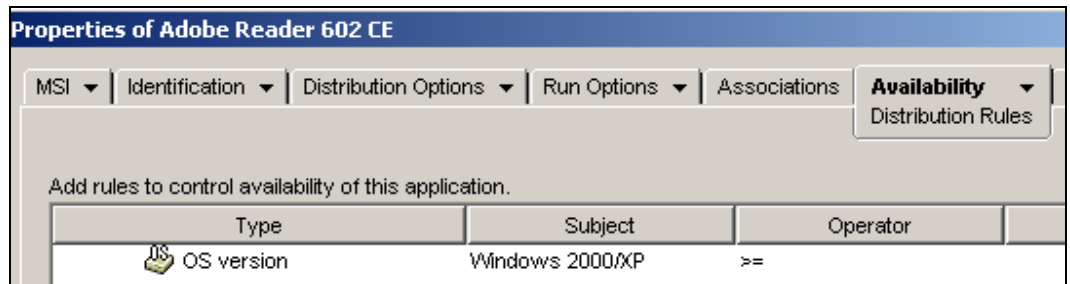 Properties of Adobe Reader 602 CE
MSI Identification Distribution Options Run Options Associations Availability
Distribution Rules
Add rules to control availability of this application.
Type Subject Operator
OS OS version Windows 2000/XP >=